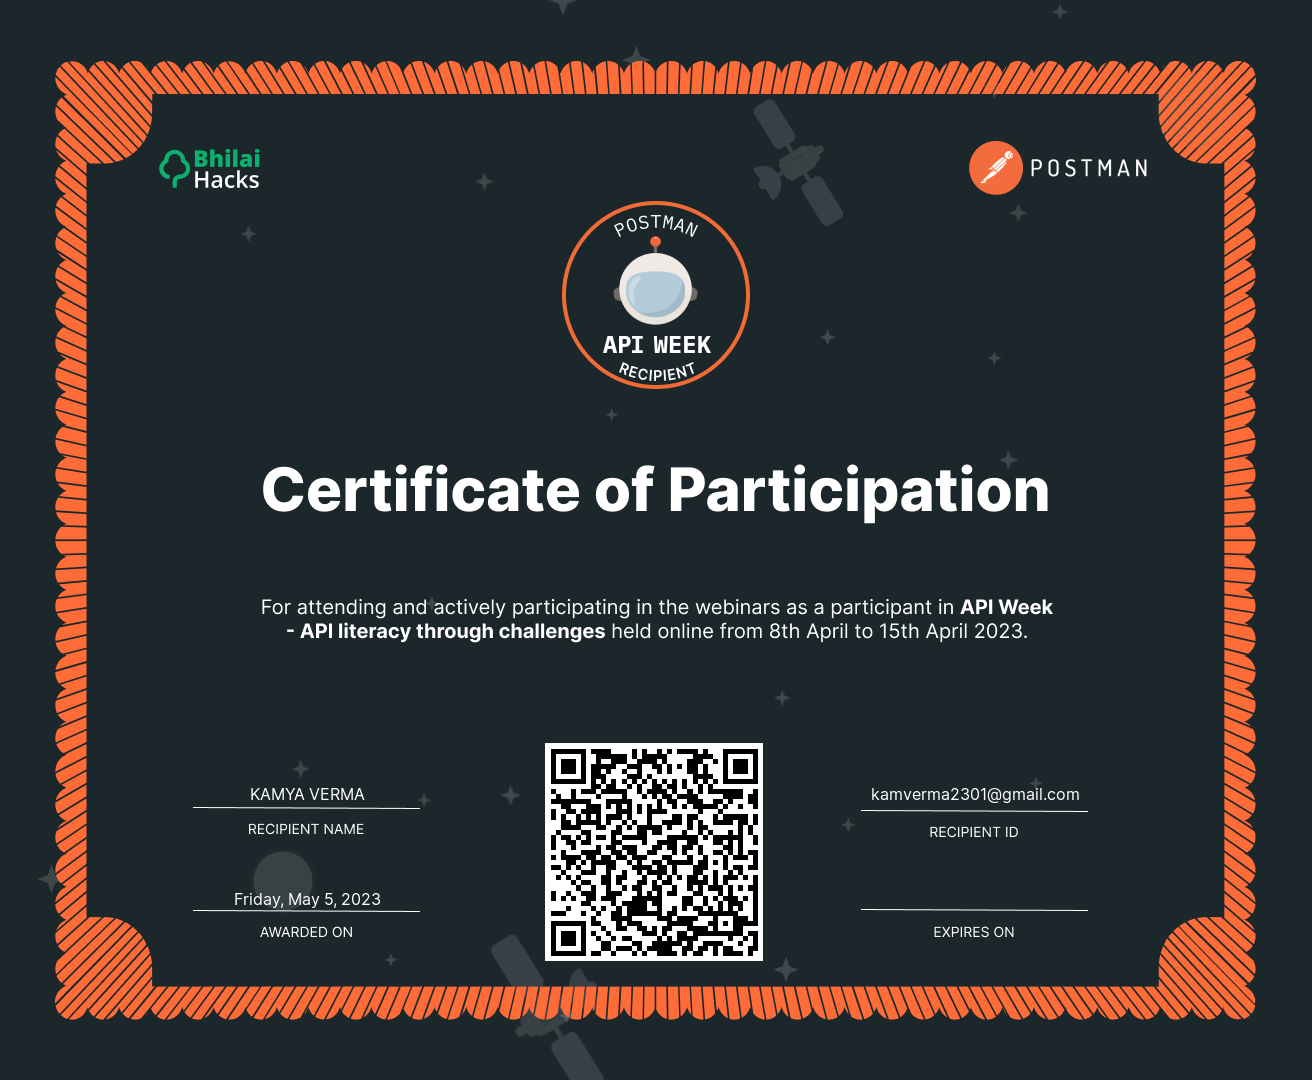 Bhilai
Hacks
POSTMAN
POSTMAN
API WEEK
RECIPIENT
Certificate of Participation
For attending and actively participating in the webinars as a participant in API Week
- API literacy through challenges held online from 8th April to 15th April 2023.
KAMYA VERMA
RECIPIENT NAME
kamverma2301@gmail.com
RECIPIENT ID
Friday, May 5, 2023
AWARDED ON
EXPIRES ON